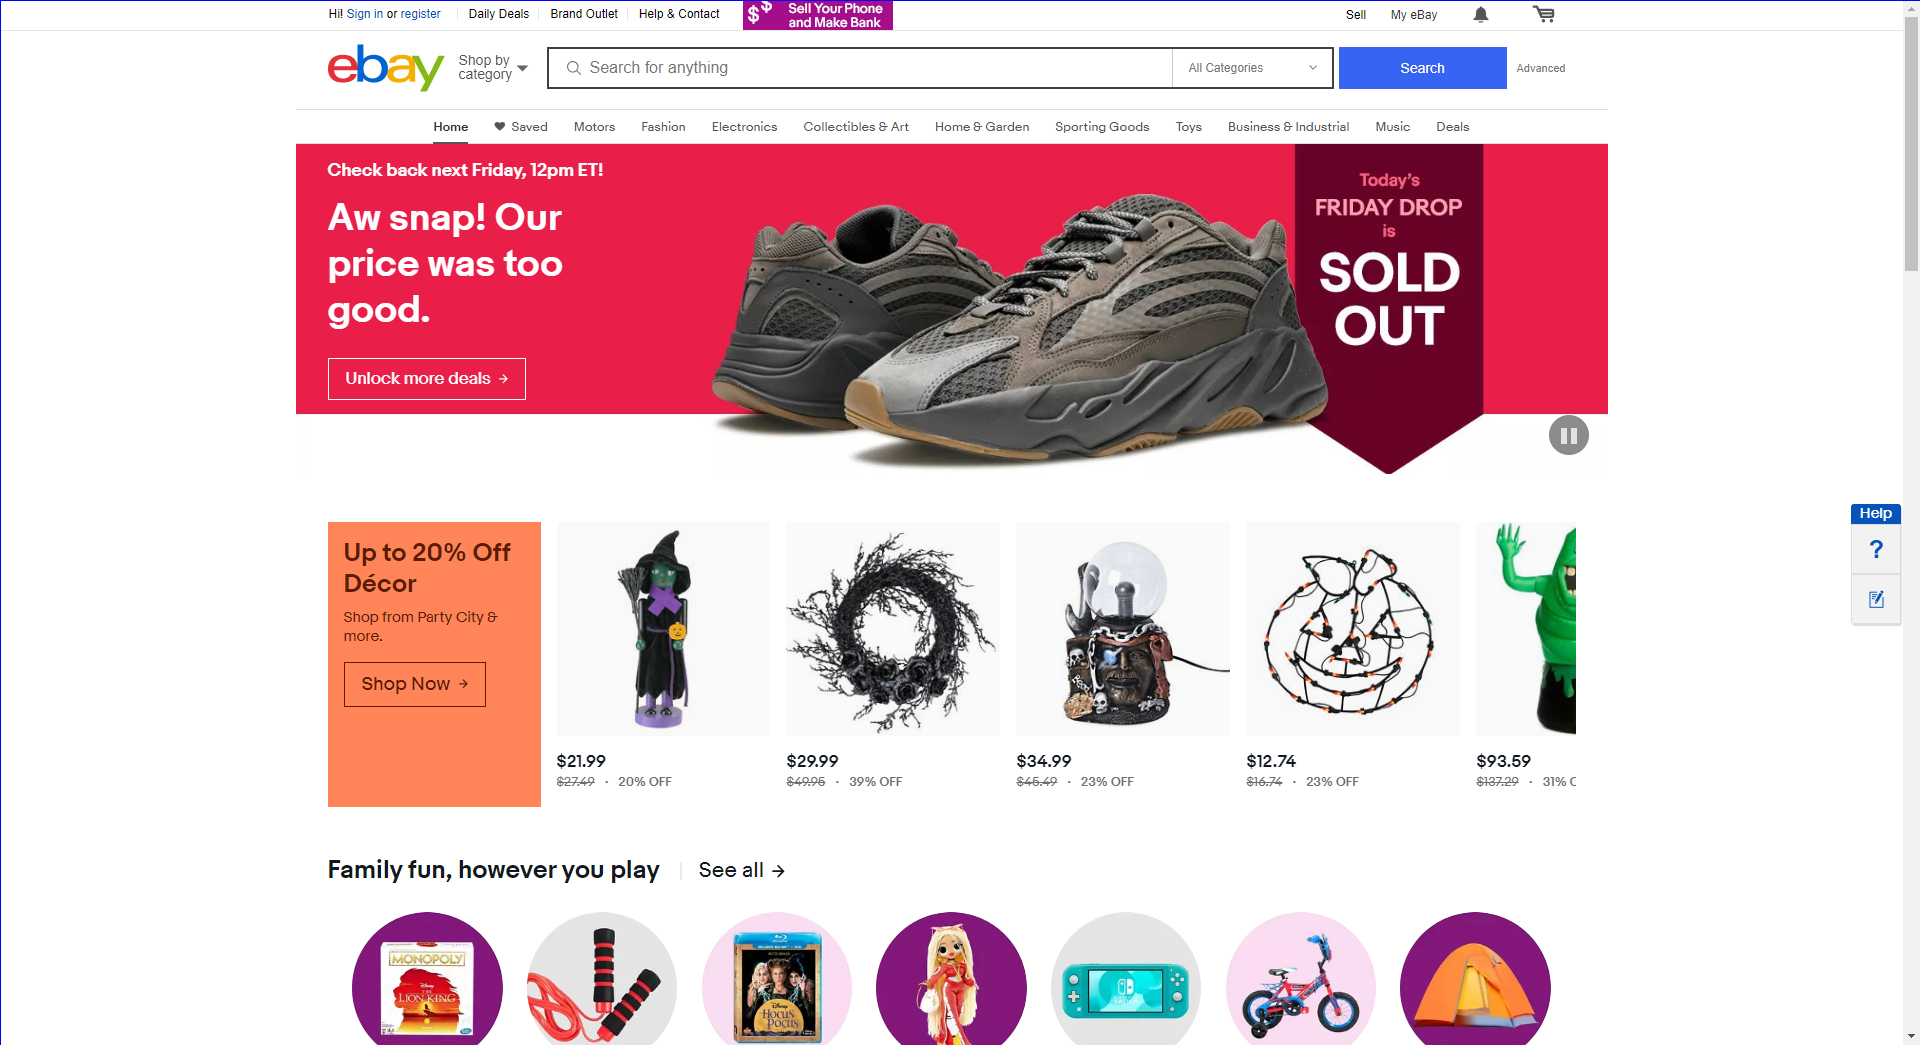 Hi! Sign in or register
Daily Deals
Brand Outlet
Help & Contact
$$ Sell Your Phone
and Make Bank
Sell
My eBay
ebay
Shop by
category
Search for anything
All Categories
Search
Advanced
Home
Saved
Motors
Fashion
Electronics
Collectibles & Art
Home & Garden
Sporting Goods
Toys
Business & Industrial
Music
Deals
Check back next Friday, 12pm ET!
Aw snap! Our
price was too
good.
Unlock more deals →
Today's
FRIDAY DROP
is
SOLD
OUT
Help
?
Up to 20% Off
Décor
Shop from Party City &
more.
Shop Now →
$21.99
$27.49 · 20% OFF
$29.99
$49.95 · 39% OFF
$34.99
$45.49 · 23% OFF
$12.74
$16.74 · 23% OFF
$93.59
$137.29 · 31% O
Family fun, however you play
See all →
MONOPOLY
Disney
THE
LION KING
Blu-ray
Disney
HOCUS
POCUS